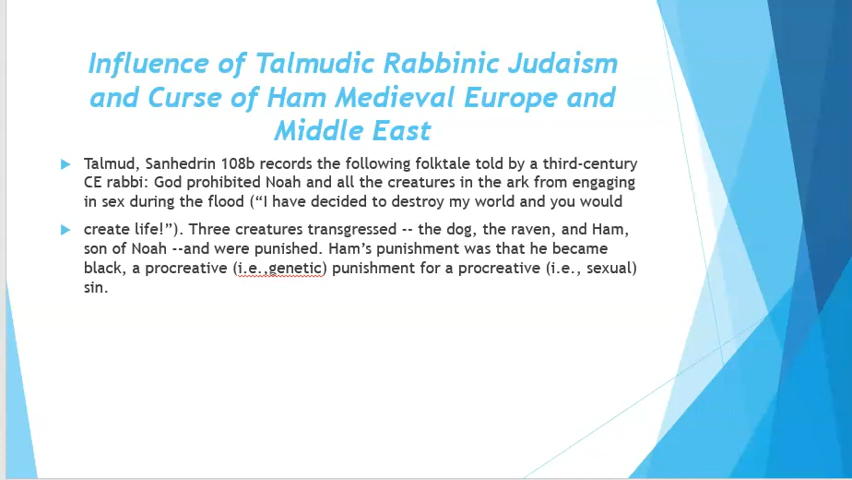 Influence of Talmudic Rabbinic Judaism
and Curse of Ham Medieval Europe and
Middle East
Talmud, Sanhedrin 108b records the following folktale told by a third-century
CE rabbi: God prohibited Noah and all the creatures in the ark from engaging
in sex during the flood (“I have decided to destroy my world and you would
create life!”). Three creatures transgressed -- the dog, the raven, and Ham,
son of Noah --and were punished. Ham’s punishment was that he became
black, a procreative (i.e.,genetic) punishment for a procreative (i.e., sexual)
sin.